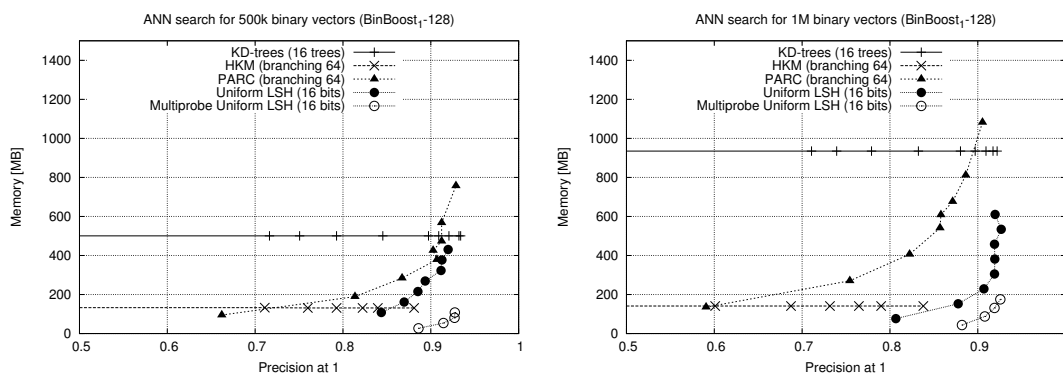 ANN search for 500k binary vectors (BinBoost₁-128)
1400
1200
1000
800
600
400
200
0
Memory [MB]
KD-trees (16 trees)
HKM (branching 64)
PARC (branching 64)
Uniform LSH (16 bits)
Multiprobe Uniform LSH (16 bits)
0.5 0.6 0.7 0.8 0.9 1
Precision at 1
ANN search for 1M binary vectors (BinBoost₁-128)
1400
1200
1000
800
600
400
200
0
Memory [MB]
KD-trees (16 trees)
HKM (branching 64)
PARC (branching 64)
Uniform LSH (16 bits)
Multiprobe Uniform LSH (16 bits)
0.5 0.6 0.7 0.8 0.9
Precision at 1